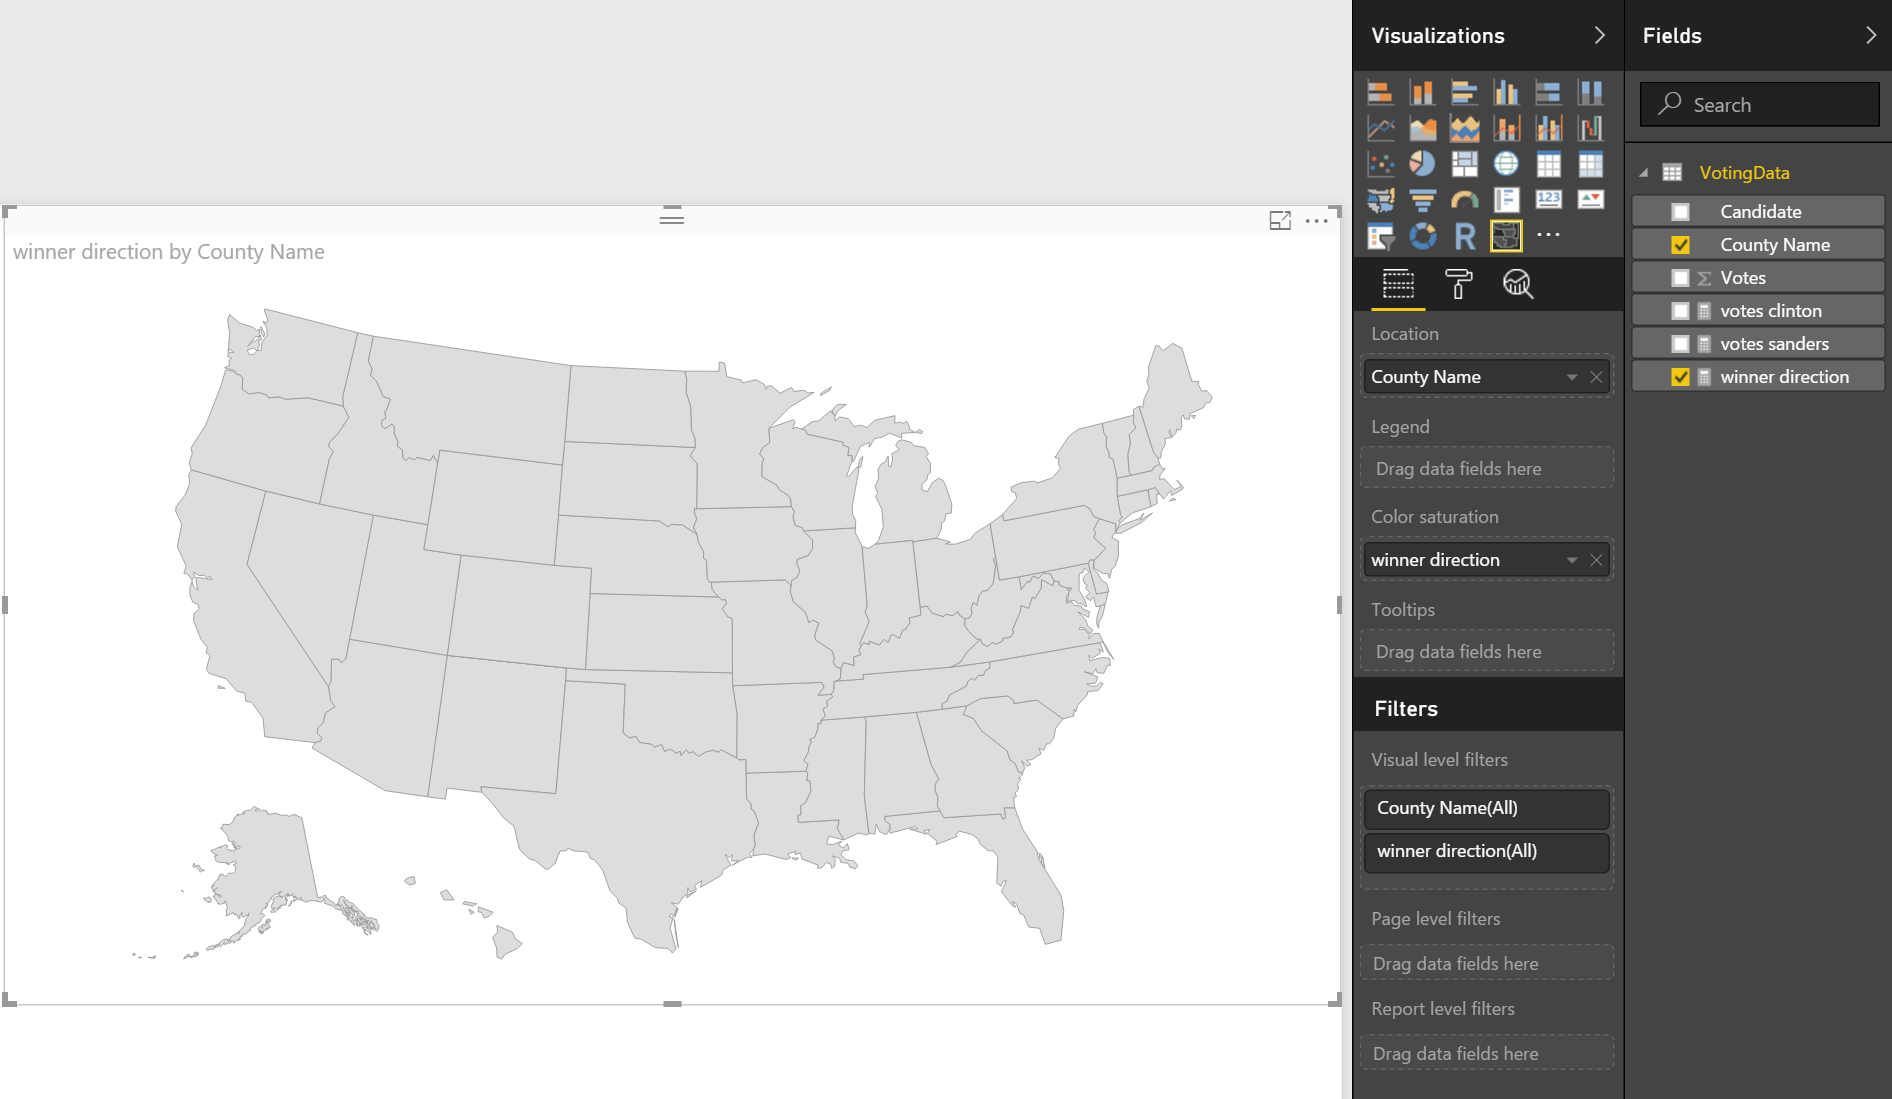 winner direction by County Name
Visualizations
R
123
Location
County Name
Legend
Drag data fields here
Color saturation
winner direction
Tooltips
Drag data fields here
Filters
Visual level filters
County Name(All)
winner direction(All)
Page level filters
Drag data fields here
Report level filters
Drag data fields here
Fields
Search
VotingData
Candidate
County Name
Σ Votes
votes clinton
votes sanders
winner direction